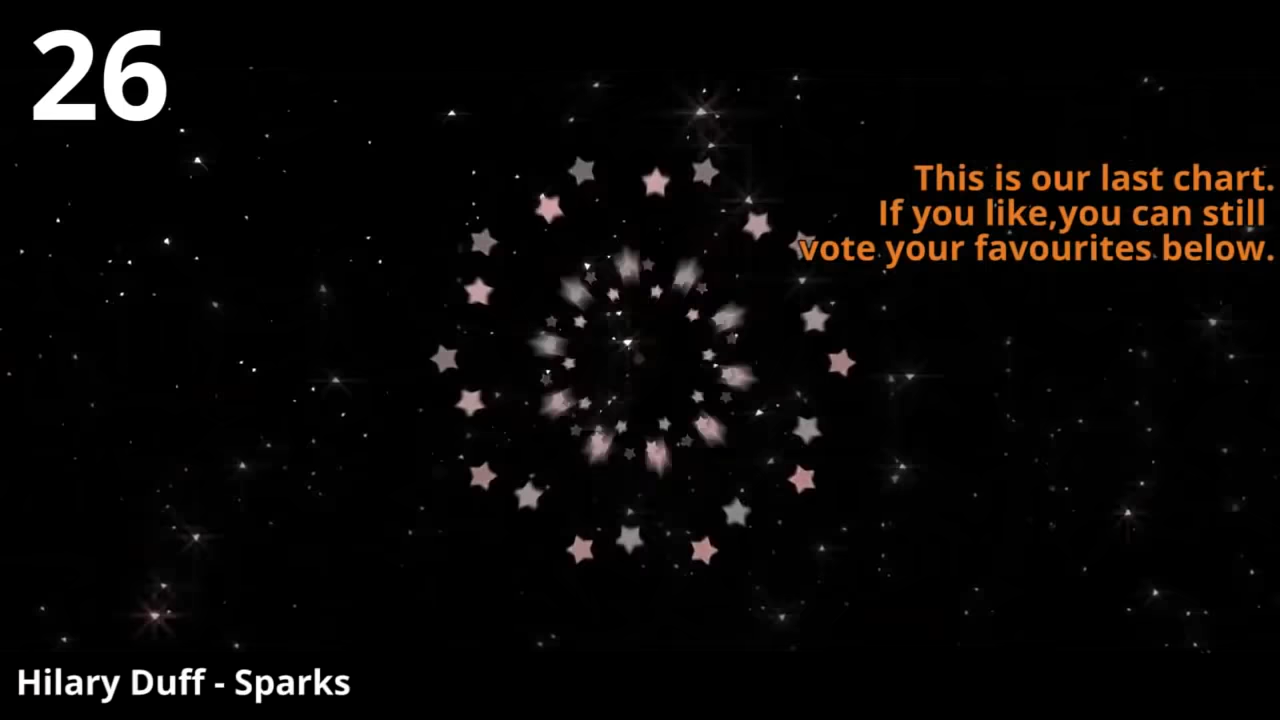 26
This is our last chart.
If you like,you can still
vote your favourites below.
Hilary Duff - Sparks